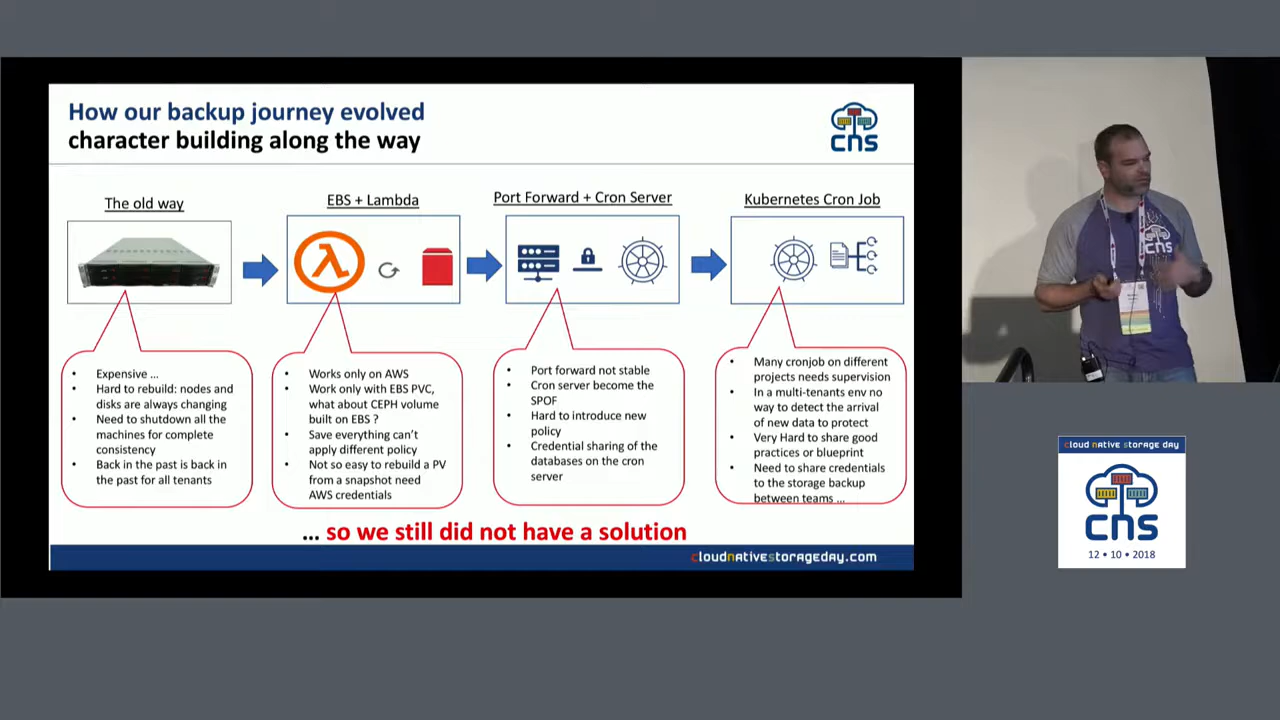 How our backup journey evolved
character building along the way
cns
The old way
EBS + Lambda
Port Forward + Cron Server
Kubernetes Cron Job
• Expensive ...
• Hard to rebuild: nodes and
disks are always changing
• Need to shutdown all the
machines for complete
consistency
• Back in the past is back in
the past for all tenants
• Works only on AWS
• Work only with EBS PVC,
what about CEPH volume
built on EBS ?
• Save everything can't
apply different policy
• Not so easy to rebuild a PV
from a snapshot need
AWS credentials
• Port forward not stable
• Cron server become the
SPOF
• Hard to introduce new
policy
• Credential sharing of the
databases on the cron
server
• Many cronjob on different
projects needs supervision
• In a multi-tenants env no
way to detect the arrival
of new data to protect
• Very Hard to share good
practices or blueprint
• Need to share credentials
to the storage backup
between teams ...
... so we still did not have a solution
cloudnativestorageday.com
cns
cloud native storage day
cns
12 • 10 • 2018